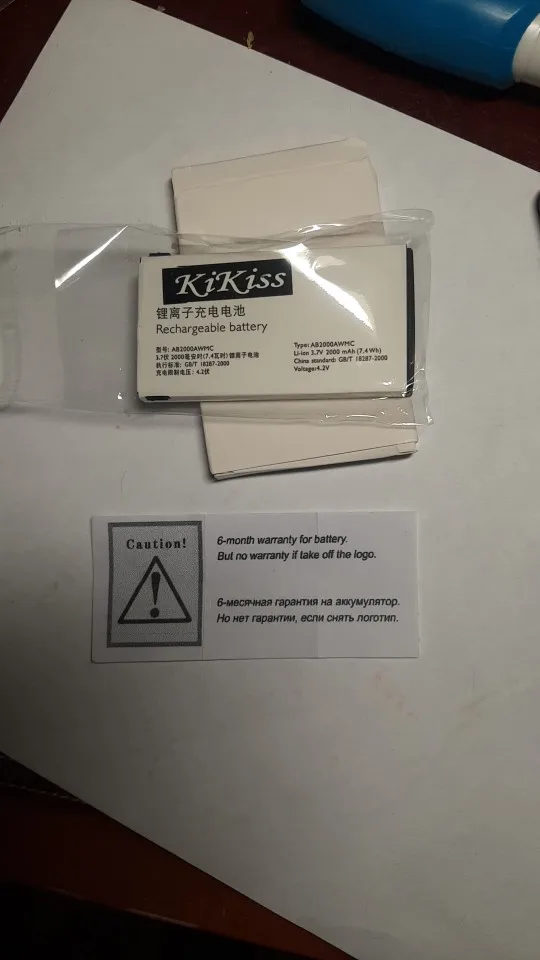 KiKiss
锂离子充电电池
Rechargeable battery
型号: AB2000AWMC
3.7伏 2000毫安时(7.4瓦时)锂离子电池
执行标准: GB/T 18287-2000
充电限制电压: 4.2伏
Type: AB2000AWMC
Li-ion 3.7V 2000 mAh (7.4 Wh)
China standard: GB/T 18287-2000
Voltage:4.2V
Caution!
6-month warranty for battery.
But no warranty if take off the logo.
6-месячная гарантия на аккумулятор.
Но нет гарантии, если снять логотип.